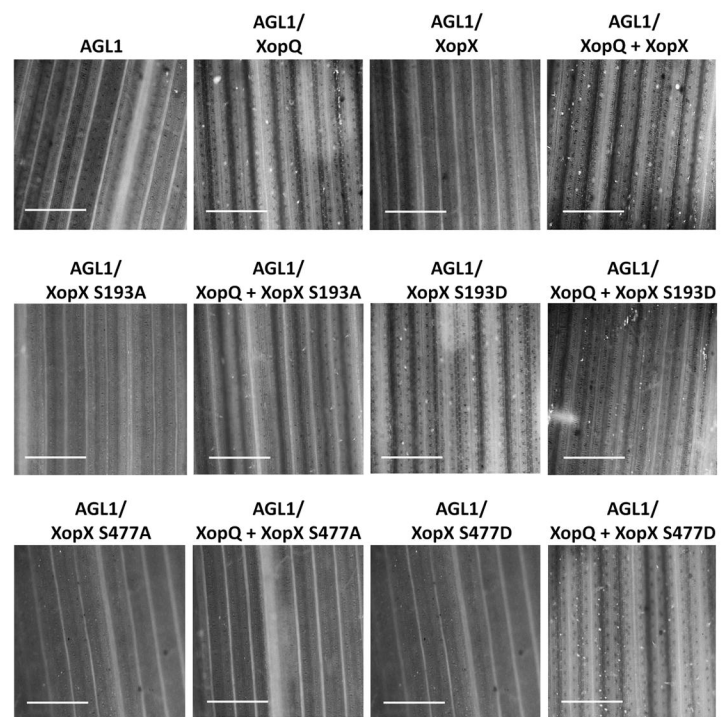 AGL1
AGL1/
XopQ
AGL1/
XopX
AGL1/
XopQ + XopX
AGL1/
XopX S193A
AGL1/
XopQ + XopX S193A
AGL1/
XopX S193D
AGL1/
XopQ + XopX S193D
AGL1/
XopX S477A
AGL1/
XopQ + XopX S477A
AGL1/
XopX S477D
AGL1/
XopQ + XopX S477D